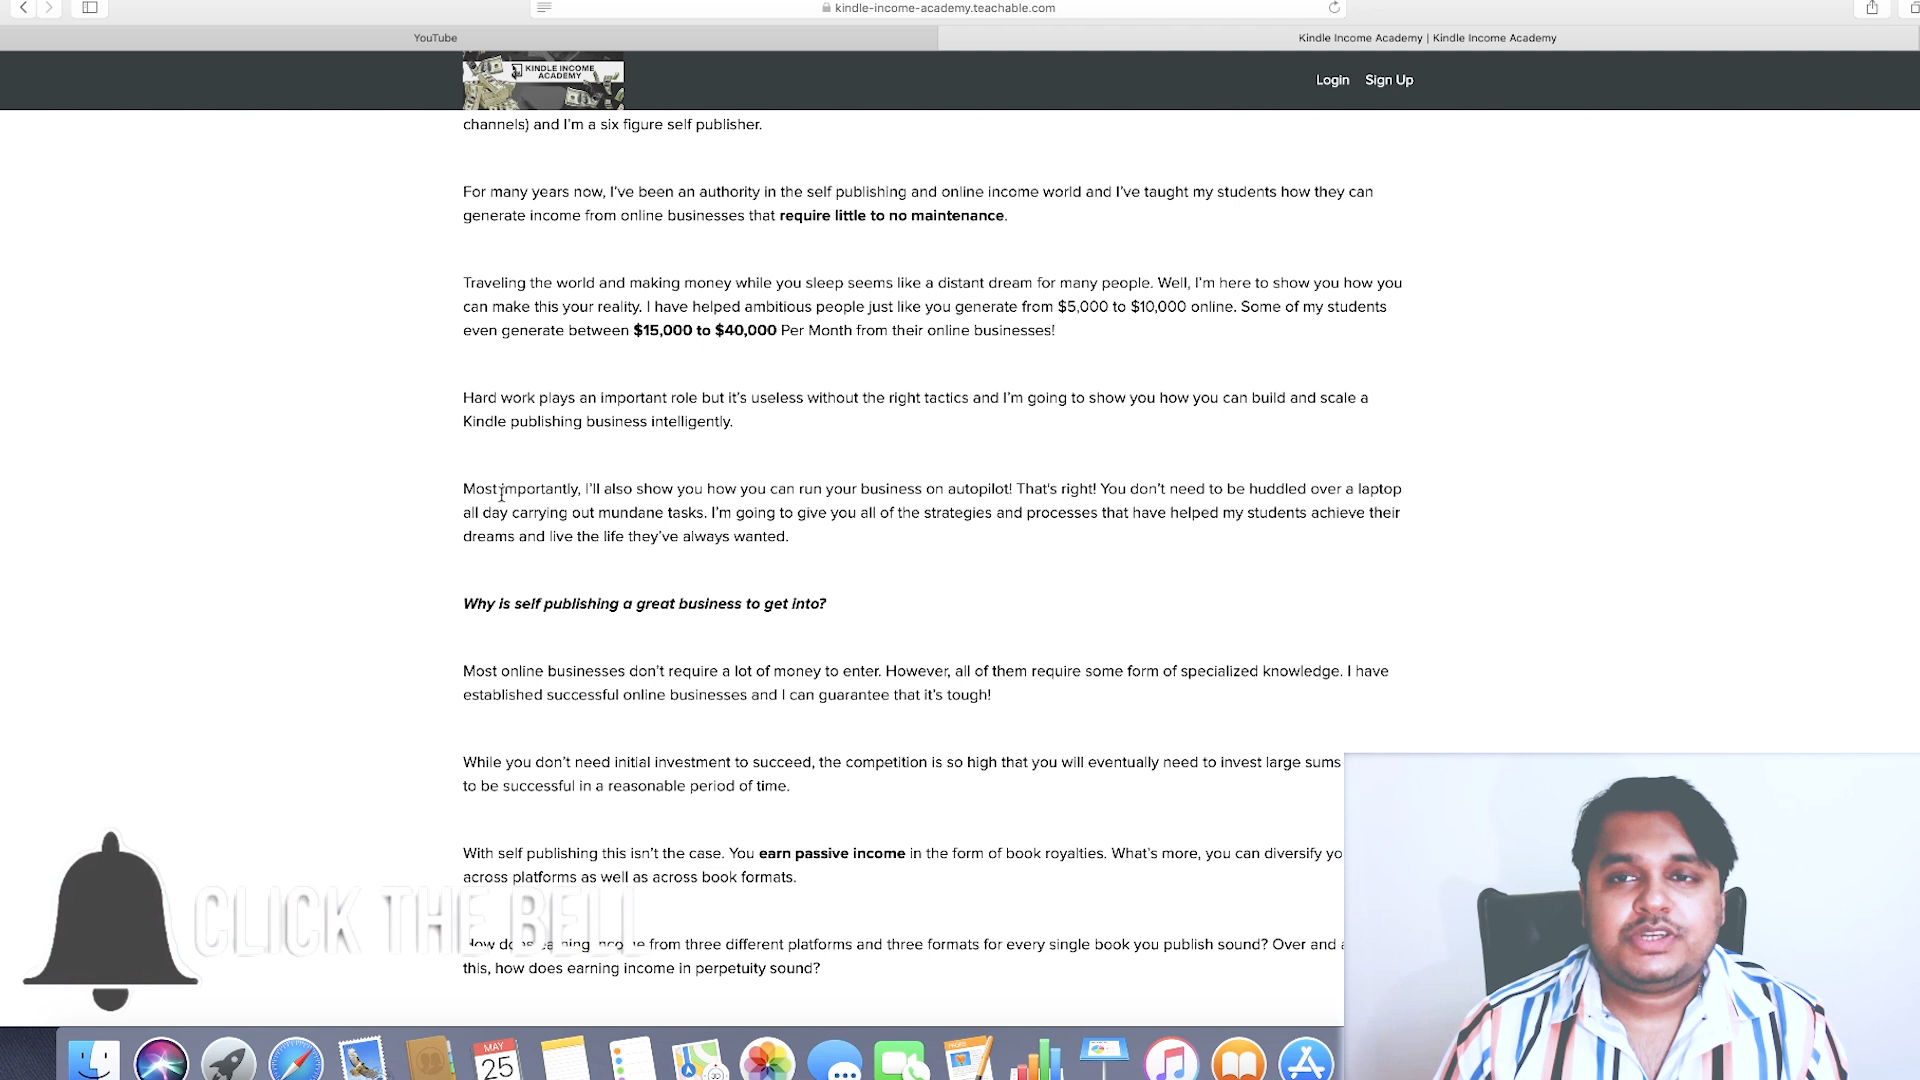 kindle-income-academy.teachable.com
YouTube
Kindle Income Academy | Kindle Income Academy
KINDLE INCOME
ACADEMY
Login Sign Up
channels) and I'm a six figure self publisher.
For many years now, I've been an authority in the self publishing and online income world and I've taught my students how they can
generate income from online businesses that require little to no maintenance.
Traveling the world and making money while you sleep seems like a distant dream for many people. Well, I'm here to show you how you
can make this your reality. I have helped ambitious people just like you generate from $5,000 to $10,000 online. Some of my students
even generate between $15,000 to $40,000 Per Month from their online businesses!
Hard work plays an important role but it's useless without the right tactics and I'm going to show you how you can build and scale a
Kindle publishing business intelligently.
Most importantly, I'll also show you how you can run your business on autopilot! That's right! You don't need to be huddled over a laptop
all day carrying out mundane tasks. I'm going to give you all of the strategies and processes that have helped my students achieve their
dreams and live the life they've always wanted.
Why is self publishing a great business to get into?
Most online businesses don't require a lot of money to enter. However, all of them require some form of specialized knowledge. I have
established successful online businesses and I can guarantee that it's tough!
While you don't need initial investment to succeed, the competition is so high that you will eventually need to invest large sums
to be successful in a reasonable period of time.
With self publishing this isn't the case. You earn passive income in the form of book royalties. What's more, you can diversify yo
across platforms as well as across book formats.
CLICK THE BELL
How does earning income from three different platforms and three formats for every single book you publish sound? Over and
this, how does earning income in perpetuity sound?
MAY
25
PAGES